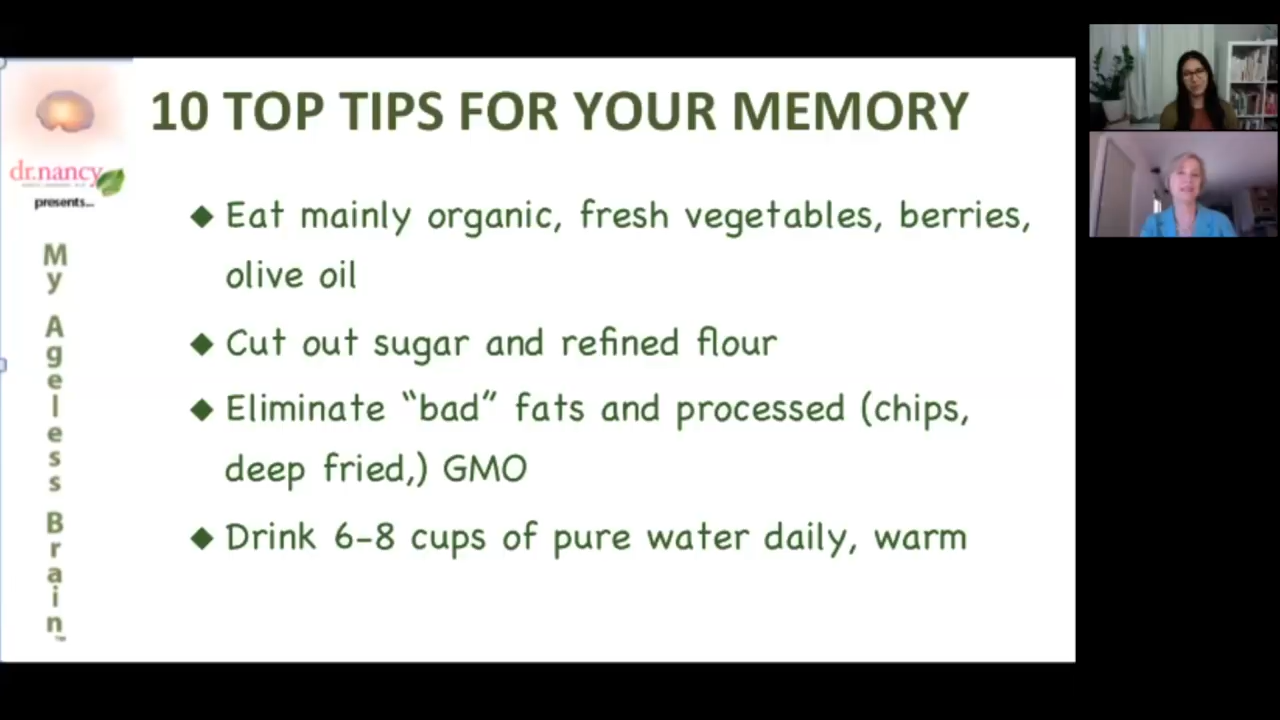 10 TOP TIPS FOR YOUR MEMORY
dr.nancy
presents...
My Ageless Brain™
◆ Eat mainly organic, fresh vegetables, berries,
olive oil
◆ Cut out sugar and refined flour
◆ Eliminate “bad” fats and processed (chips,
deep fried,) GMO
◆ Drink 6-8 cups of pure water daily, warm